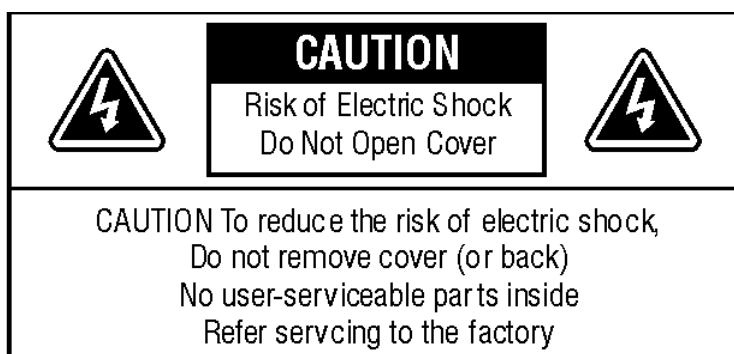 CAUTION
Risk of Electric Shock
Do Not Open Cover
CAUTION To reduce the risk of electric shock,
Do not remove cover (or back)
No user-serviceable parts inside
Refer servcing to the factory